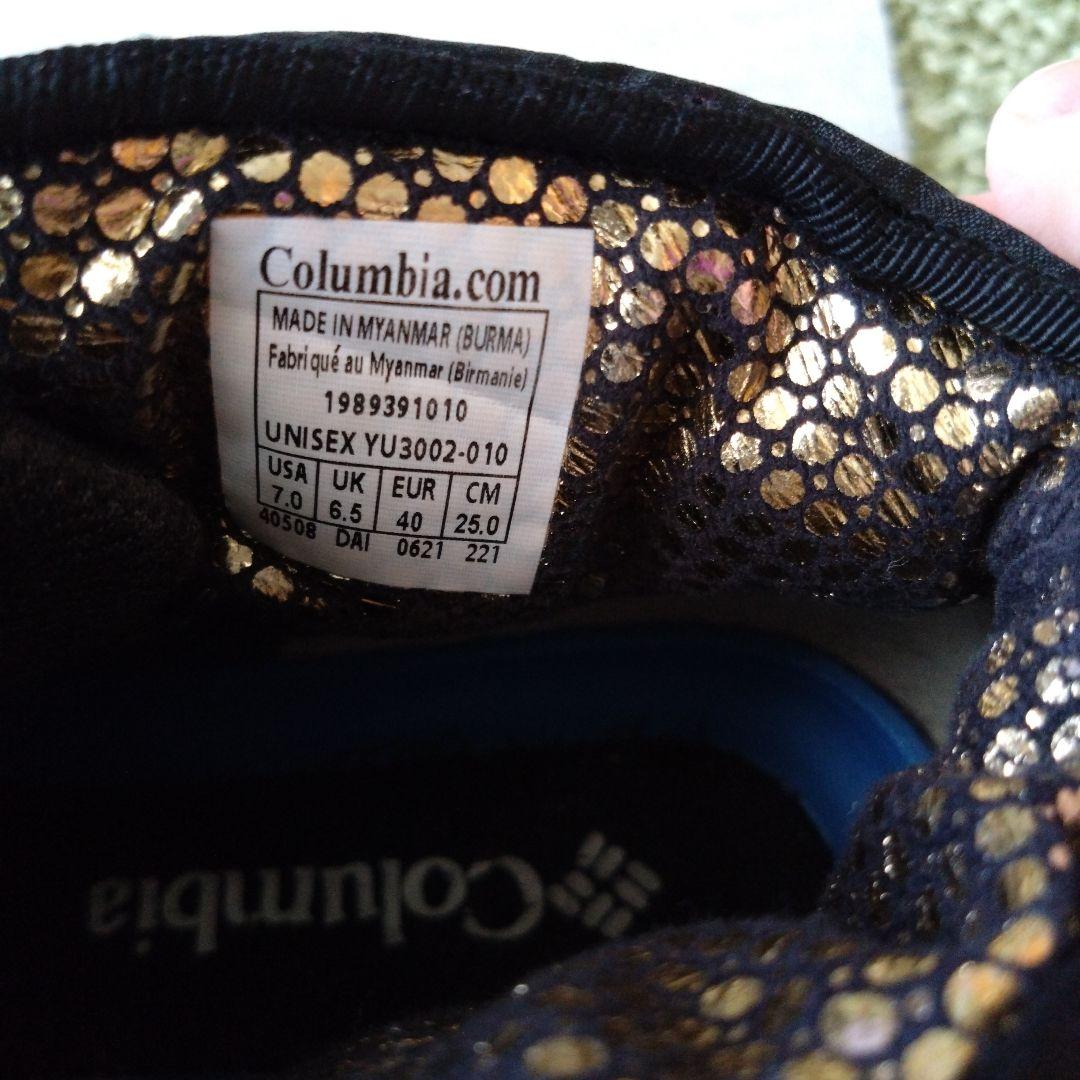 Columbia.com
MADE IN MYANMAR (BURMA)
Fabriqué au Myanmar (Birmanie)
1989391010
UNISEX YU3002-010
USA UK EUR CM
7.0 6.5 40 25.0
40508 DAI 0621 221
Columbia